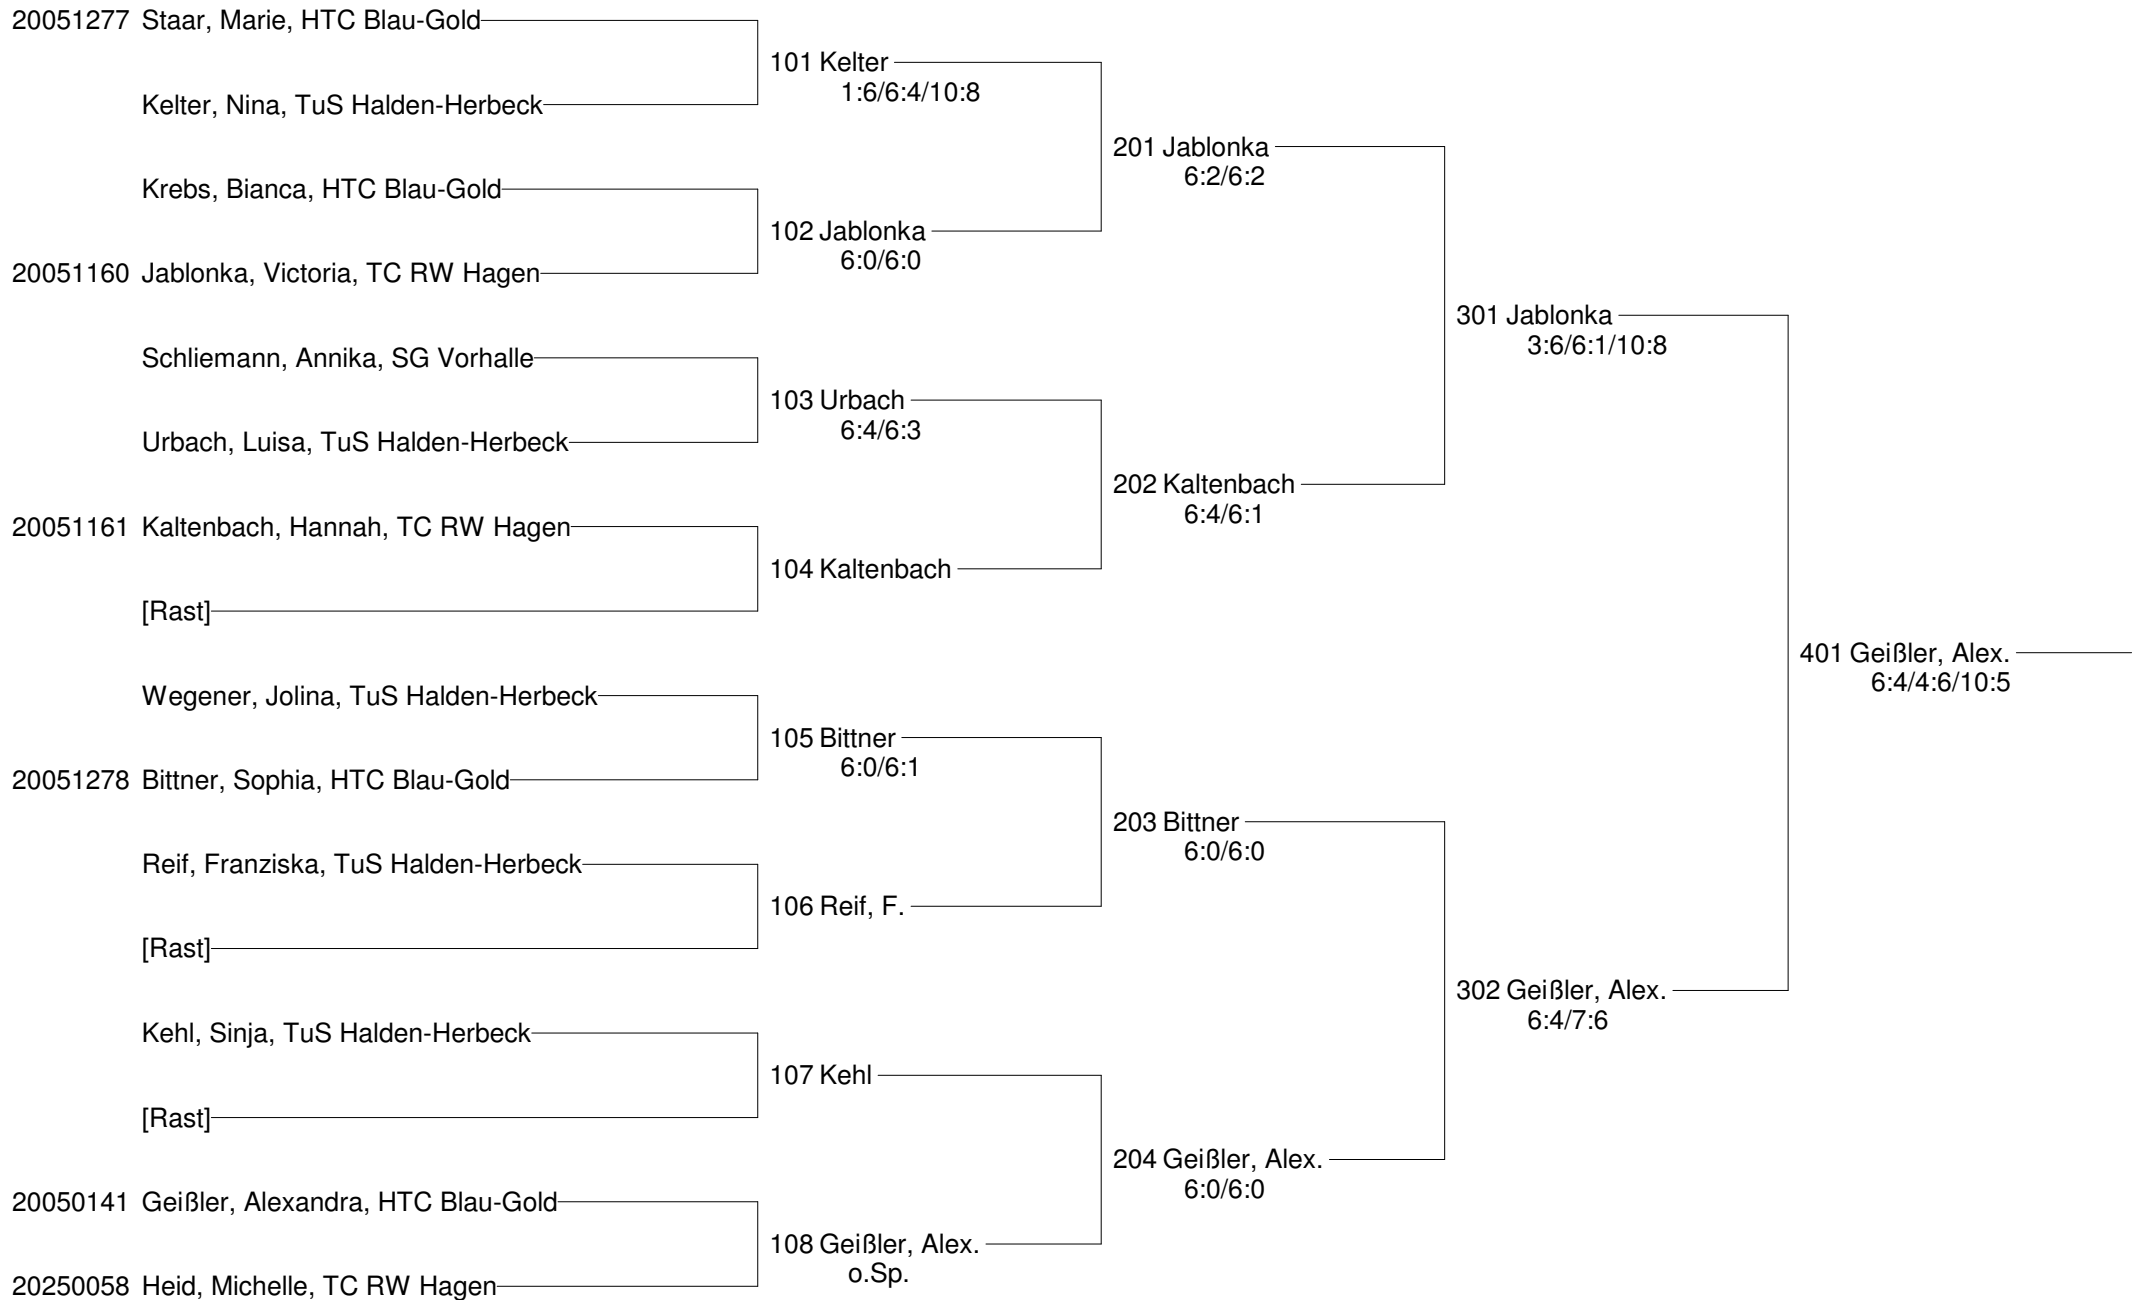 20051277 Staar, Marie, HTC Blau-Gold
101 Kelter
1:6/6:4/10:8
Kelter, Nina, TuS Halden-Herbeck
201 Jablonka
6:2/6:2
Krebs, Bianca, HTC Blau-Gold
102 Jablonka
6:0/6:0
20051160 Jablonka, Victoria, TC RW Hagen
301 Jablonka
3:6/6:1/10:8
Schliemann, Annika, SG Vorhalle
103 Urbach
6:4/6:3
Urbach, Luisa, TuS Halden-Herbeck
202 Kaltenbach
6:4/6:1
20051161 Kaltenbach, Hannah, TC RW Hagen
104 Kaltenbach
[Rast]
401 Geißler, Alex.
6:4/4:6/10:5
Wegener, Jolina, TuS Halden-Herbeck
105 Bittner
6:0/6:1
20051278 Bittner, Sophia, HTC Blau-Gold
203 Bittner
6:0/6:0
Reif, Franziska, TuS Halden-Herbeck
106 Reif, F.
[Rast]
302 Geißler, Alex.
6:4/7:6
Kehl, Sinja, TuS Halden-Herbeck
107 Kehl
[Rast]
204 Geißler, Alex.
6:0/6:0
20050141 Geißler, Alexandra, HTC Blau-Gold
108 Geißler, Alex.
o.Sp.
20250058 Heid, Michelle, TC RW Hagen